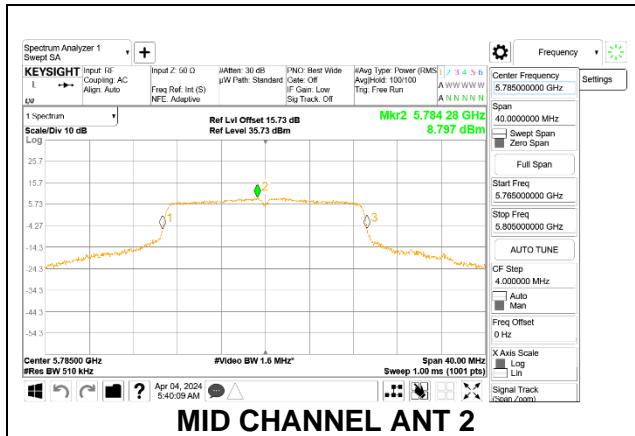 Spectrum Analyzer 1
Swept SA
Frequency
KEYSIGHT
L
Input: RF
Coupling: AC
Align: Auto
Input Z: 50 Ω
Freq Ref: Int (S)
NFE: Adaptive
#Atten: 30 dB
µW Path: Standard
PNO: Best Wide
Gate: Off
IF Gain: Low
Sig Track: Off
#Avg Type: Power (RMS
Avg|Hold: 100/100
Trig: Free Run
1 2 3 4 5 6
A W W W W W
A N N N N N
Center Frequency
5.785000000 GHz
Settings
Span
40.0000000 MHz
Swept Span
Zero Span
Full Span
Start Freq
5.765000000 GHz
Stop Freq
5.805000000 GHz
AUTO TUNE
CF Step
4.000000 MHz
Auto
Man
Freq Offset
0 Hz
X Axis Scale
Log
Lin
Signal Track
(Span Zoom)
1 Spectrum
Scale/Div 10 dB
Log
Ref Lvl Offset 15.73 dB
Ref Level 35.73 dBm
Mkr2 5.784 28 GHz
8.797 dBm
25.7
15.7
5.73
-4.27
-14.3
-24.3
-34.3
-44.3
-54.3
1
2
3
Center 5.78500 GHz
#Res BW 510 kHz
#Video BW 1.6 MHz*
Span 40.00 MHz
Sweep 1.00 ms (1001 pts)
?
Apr 04, 2024
5:40:09 AM
MID CHANNEL ANT 2